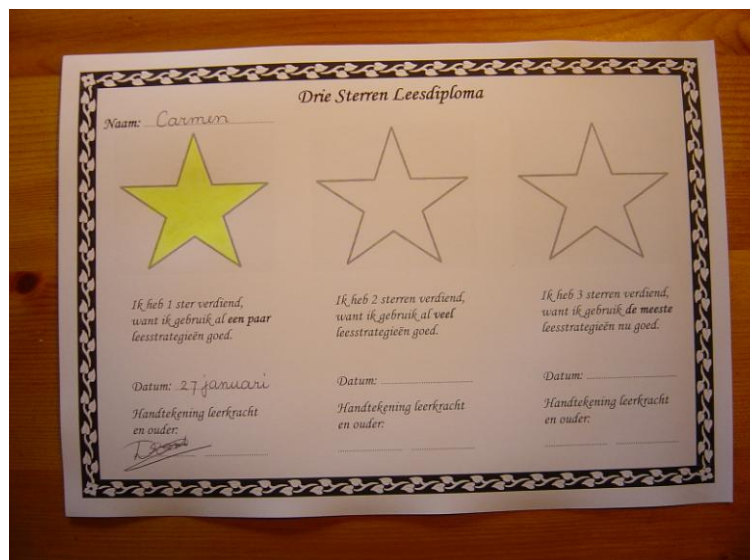 Drie Sterren Leesdiploma
Naam: Carmen
Ik heb 1 ster verdiend,
want ik gebruik al een paar
leesstrategieën goed.
Datum: 27 januari
Handtekening leerkracht
en ouder:
Ik heb 2 sterren verdiend,
want ik gebruik al veel
leesstrategieën goed.
Datum:
Handtekening leerkracht
en ouder:
Ik heb 3 sterren verdiend,
want ik gebruik de meeste
leesstrategieën nu goed.
Datum:
Handtekening leerkracht
en ouder: